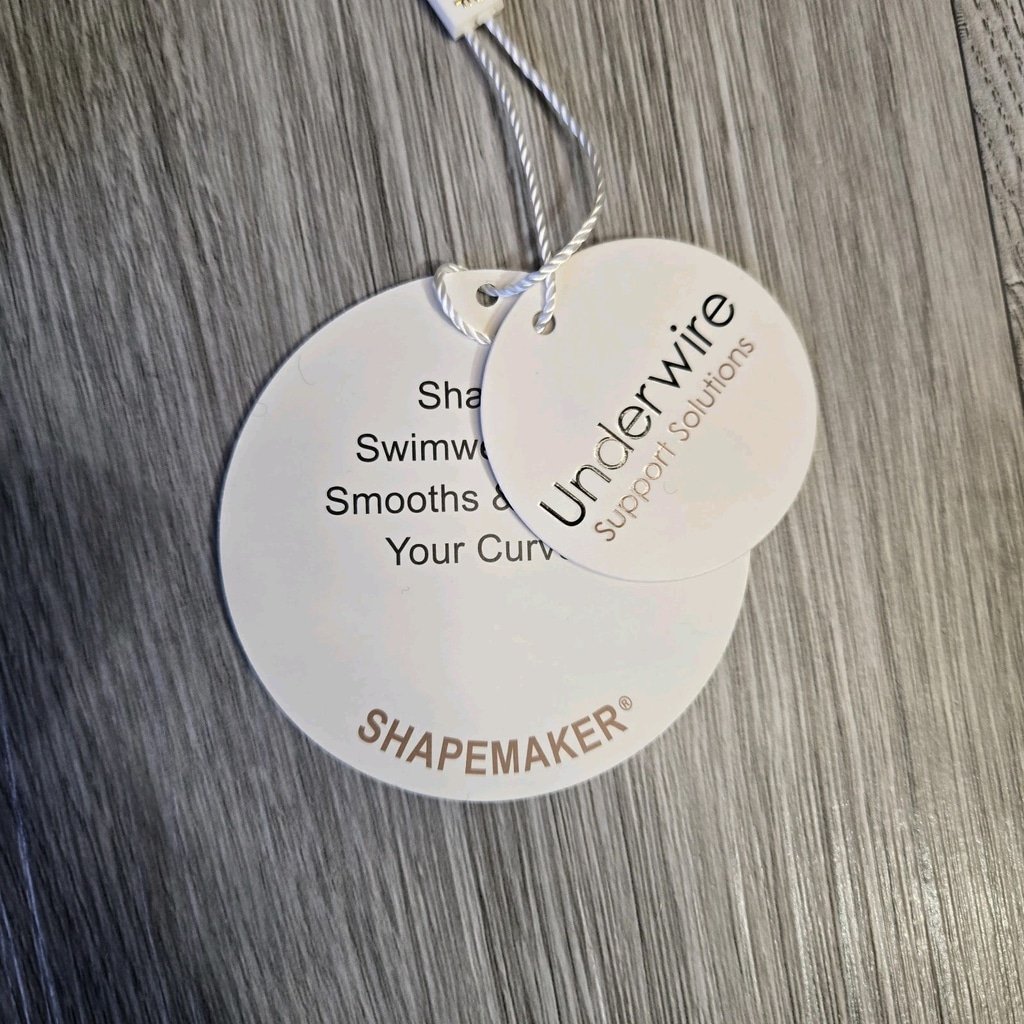 Sha
Swimwe
Smooths &
Your Curv
SHAPEMAKER®
Underwire
Support Solutions